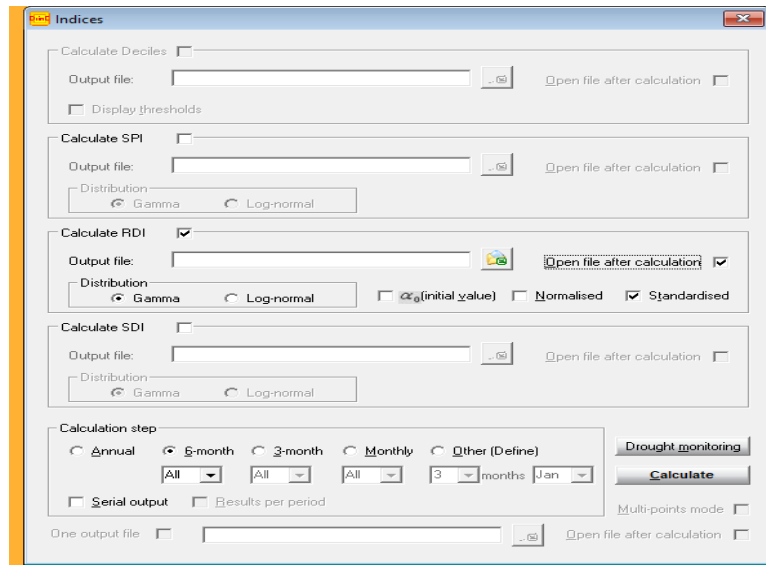 Indices
Calculate Deciles
Output file:
Open file after calculation
Display thresholds
Calculate SPI
Output file:
Open file after calculation
Distribution
Gamma Log-normal
Calculate RDI
Output file:
Open file after calculation
Distribution
Gamma Log-normal
α₀(initial value) Normalised Standardised
Calculate SDI
Output file:
Open file after calculation
Distribution
Gamma Log-normal
Calculation step
Annual 6-month 3-month Monthly Other (Define)
All All All 3 months Jan
Serial output Results per period
Drought monitoring
Calculate
Multi-points mode
One output file Open file after calculation